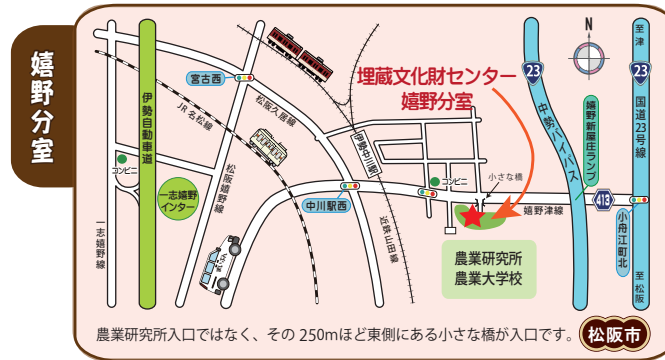 嬉野分室
伊勢自動車道
宮古西
JR名松線
松阪久居線
松阪嬉野線
コンビニ
一志嬉野
インター
一志嬉野線
伊勢中川駅
中川駅西
近鉄山田線
埋蔵文化財センター
嬉野分室
コンビニ
小さな橋
嬉野津線
農業研究所
農業大学校
23
中勢バイパス
嬉野新屋庄ランプ
N
至津
23
国道23号線
413
小舟江町北
至松阪
農業研究所入口ではなく、その250mほど東側にある小さな橋が入口です。
松阪市